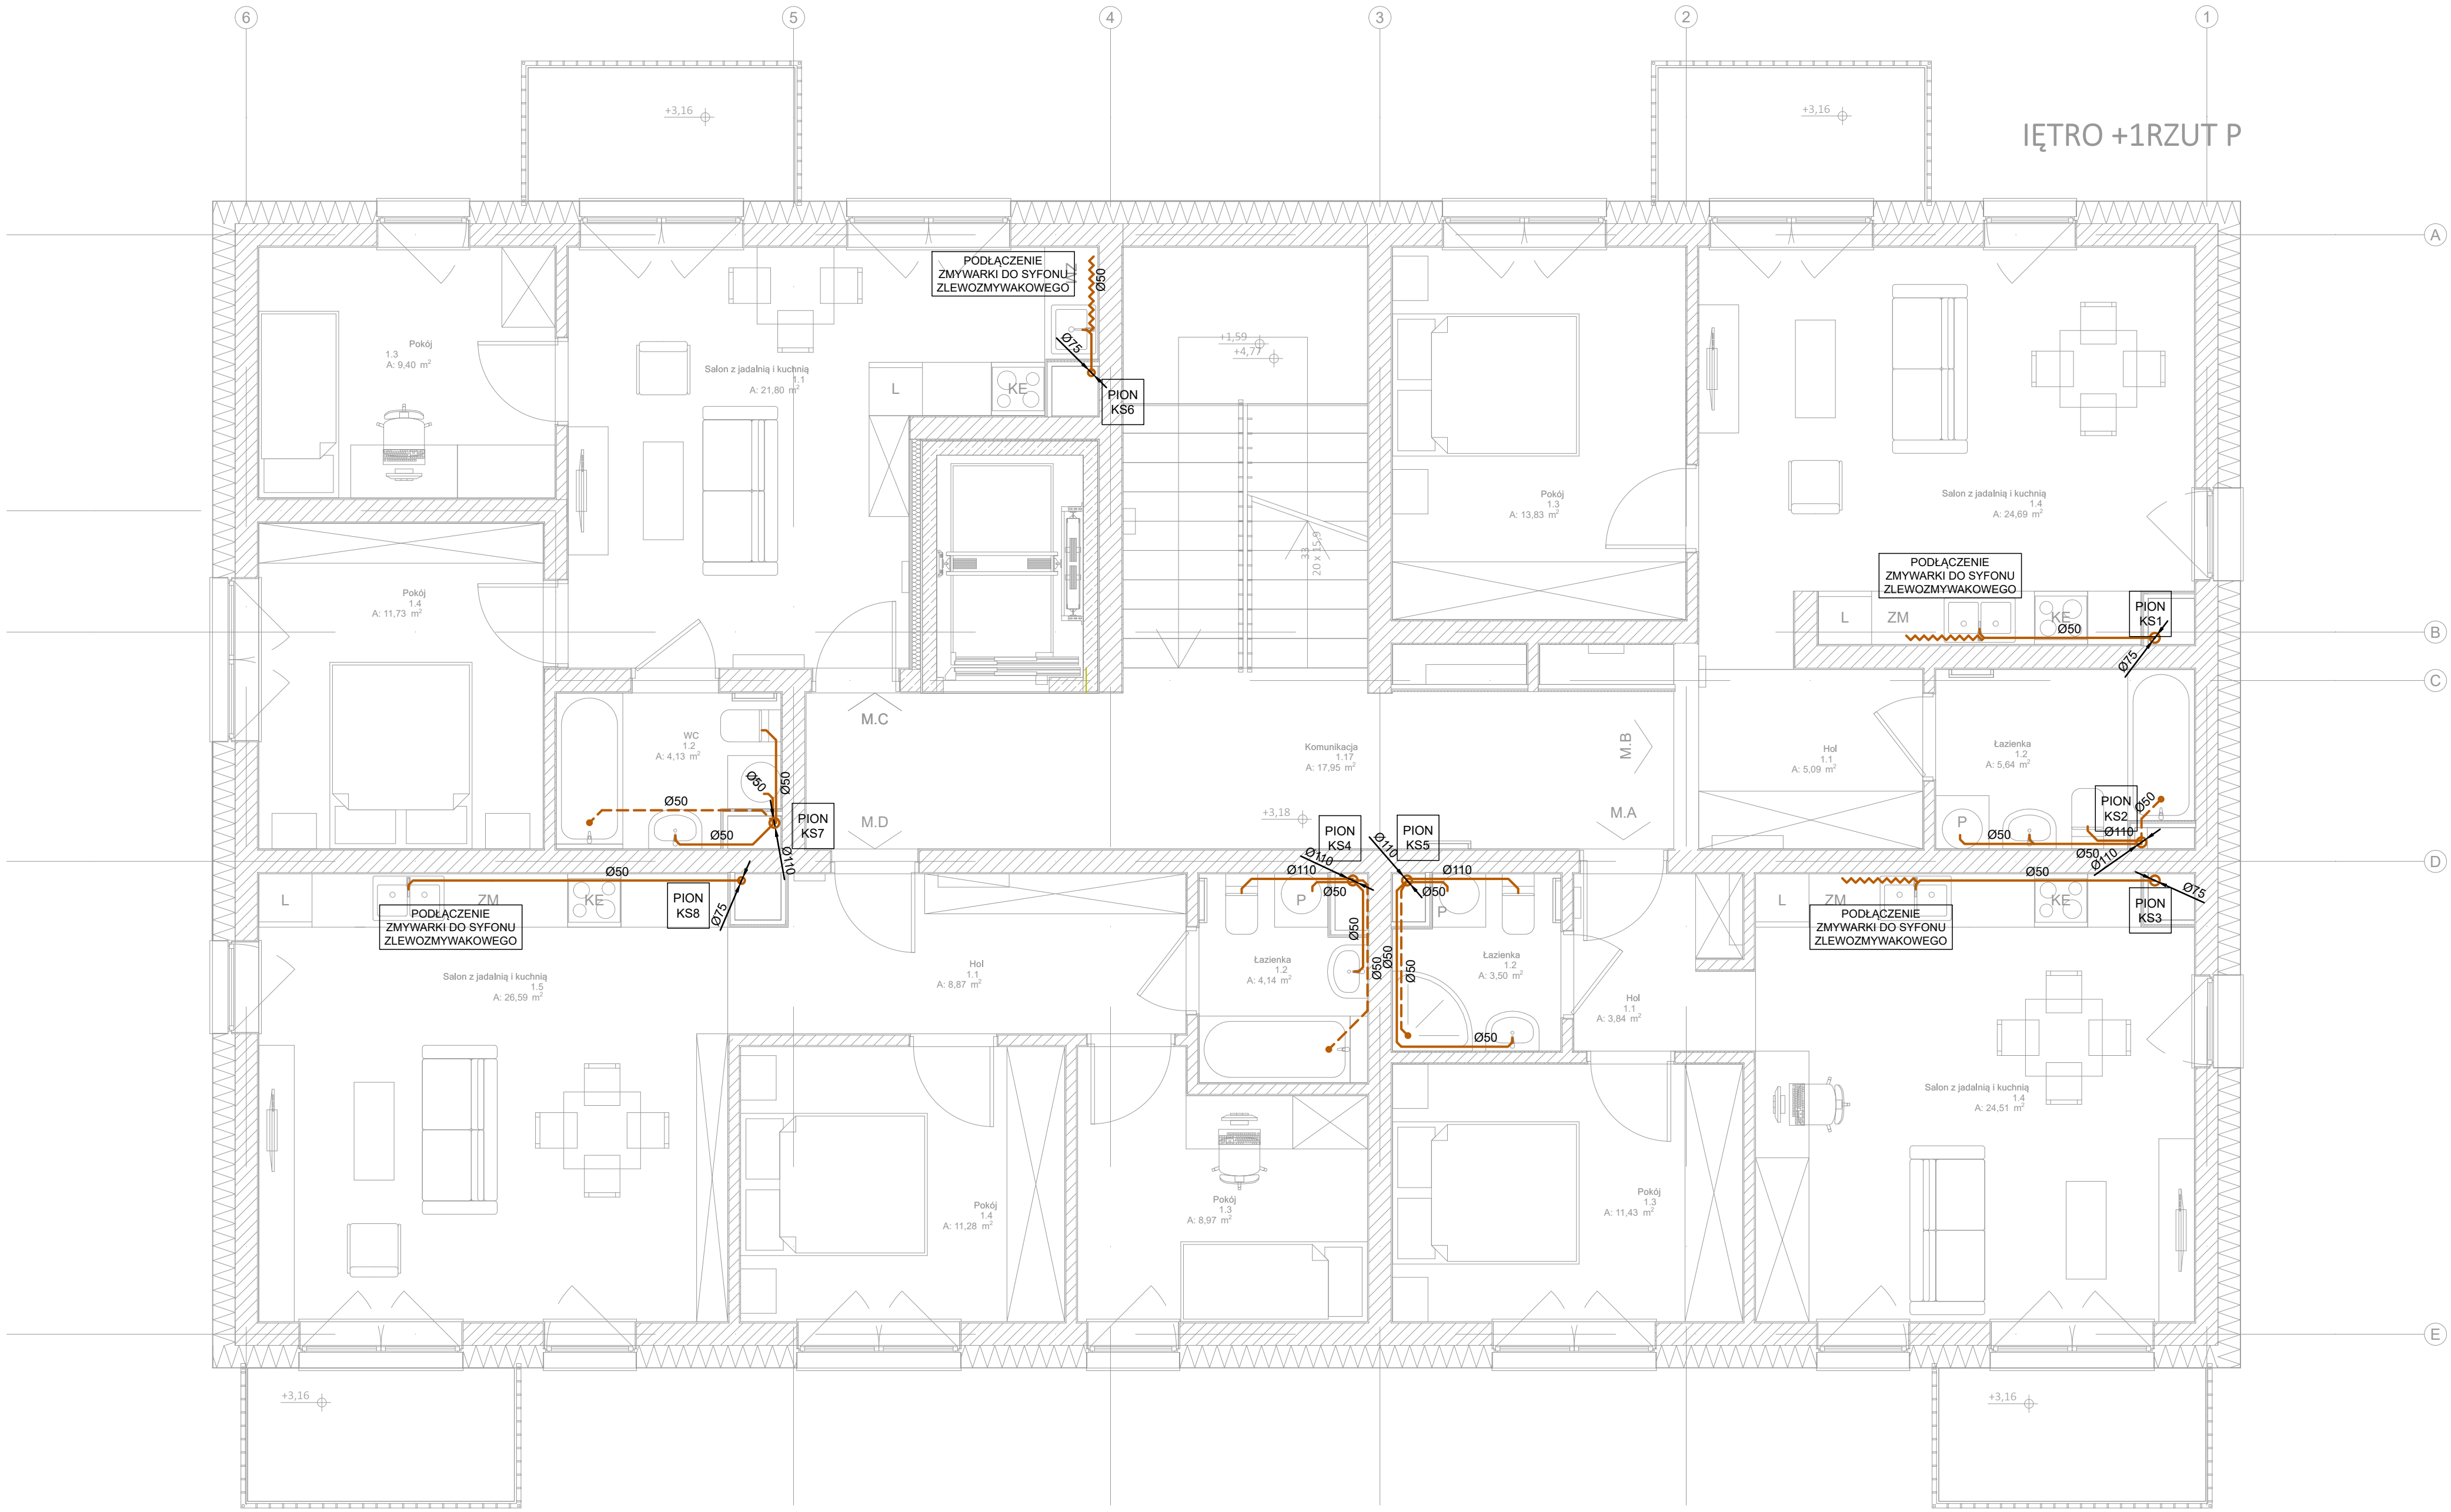 6
5
4
3
2
1
+3,16
+3,16
IĘTRO +1RZUT P
A
PODŁĄCZENIE
ZMYWARKI DO SYFONU
ZLEWOZMYWAKOWEGO
ZM
Ø50
Ø75
PION
KS6
Pokój
1.3
A: 9,40 m²
Salon z jadalnią i kuchnią
1.1
A: 21,80 m²
L
KE
+1,59
+4,77
33
20 x 15,9
Pokój
1.3
A: 13,83 m²
Salon z jadalnią i kuchnią
1.4
A: 24,69 m²
PODŁĄCZENIE
ZMYWARKI DO SYFONU
ZLEWOZMYWAKOWEGO
L
ZM
KE
Ø50
PION
KS1
Ø75
B
C
Pokój
1.4
A: 11,73 m²
WC
1.2
A: 4,13 m²
Ø50
Ø50
Ø50
Ø50
Ø110
PION
KS7
M.C
M.D
Komunikacja
1.17
A: 17,95 m²
+3,18
M.B
M.A
Hol
1.1
A: 5,09 m²
Łazienka
1.2
A: 5,64 m²
P
Ø50
PION
KS2
Ø50
Ø110
Ø50
Ø110
D
L
Ø50
ZM
KE
PION
KS8
Ø75
PODŁĄCZENIE
ZMYWARKI DO SYFONU
ZLEWOZMYWAKOWEGO
Salon z jadalnią i kuchnią
1.5
A: 26,59 m²
Hol
1.1
A: 8,87 m²
PION
KS4
Ø110
Ø110
P
Ø50
Ø50
Ø50
Łazienka
1.2
A: 4,14 m²
PION
KS5
Ø110
Ø110
Ø50
P
Ø50
Ø50
Ø50
Łazienka
1.2
A: 3,50 m²
Hol
1.1
A: 3,84 m²
L
ZM
Ø50
KE
Ø75
PION
KS3
PODŁĄCZENIE
ZMYWARKI DO SYFONU
ZLEWOZMYWAKOWEGO
Salon z jadalnią i kuchnią
1.4
A: 24,51 m²
Pokój
1.4
A: 11,28 m²
Pokój
1.3
A: 8,97 m²
Pokój
1.3
A: 11,43 m²
E
+3,16
+3,16